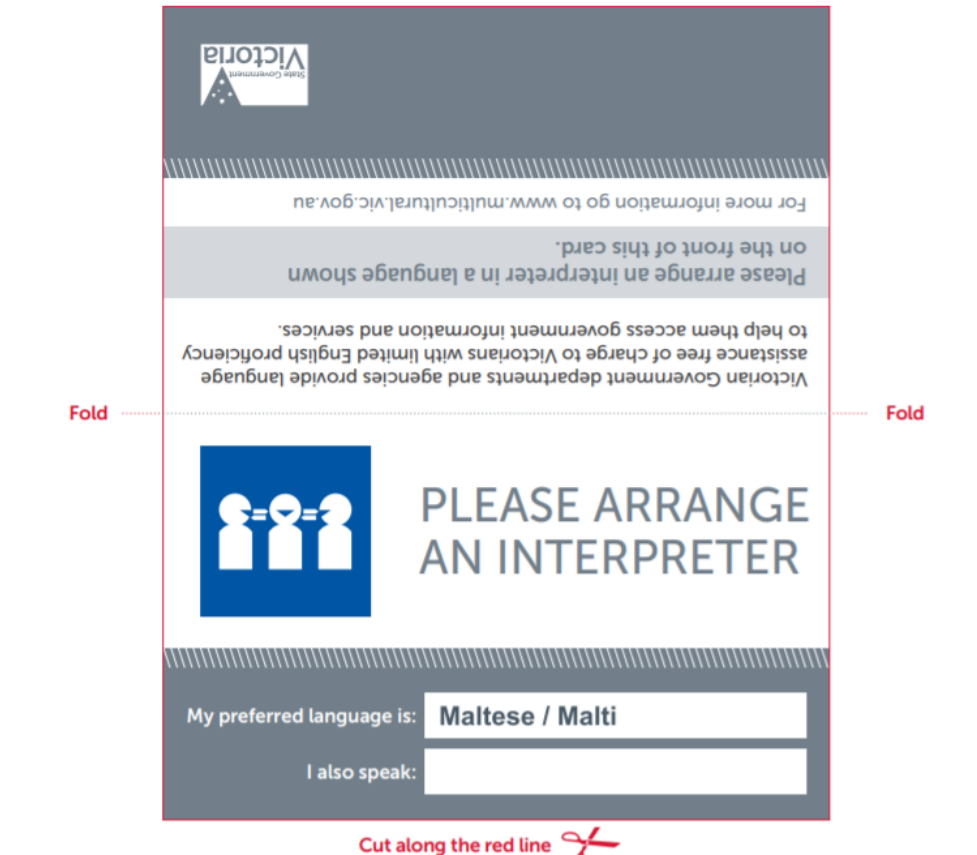 Victoria
State Government
For more information go to www.multicultural.vic.gov.au
Please arrange an interpreter in a language shown
on the front of this card.
Victorian Government departments and agencies provide language
assistance free of charge to Victorians with limited English proficiency
to help them access government information and services.
Fold
Fold
PLEASE ARRANGE
AN INTERPRETER
My preferred language is: Maltese / Malti
I also speak:
Cut along the red line